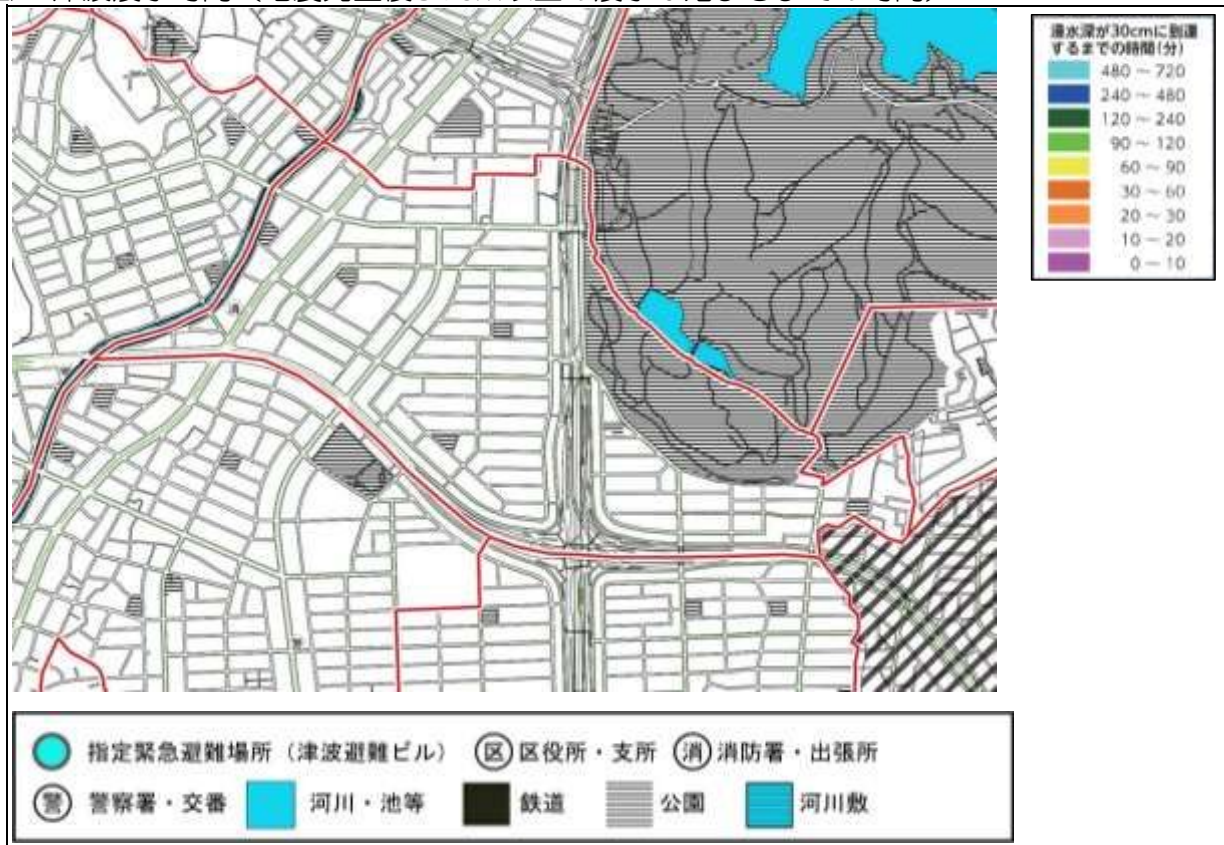 浸水深が30cmに到達
するまでの時間(分)
480 ～ 720
240 ～ 480
120 ～ 240
90 ～ 120
60 ～ 90
30 ～ 60
20 ～ 30
10 ～ 20
0 ～ 10
消
指定緊急避難場所（津波避難ビル） 区 区役所・支所 消 消防署・出張所
警 警察署・交番 河川・池等 鉄道 公園 河川敷